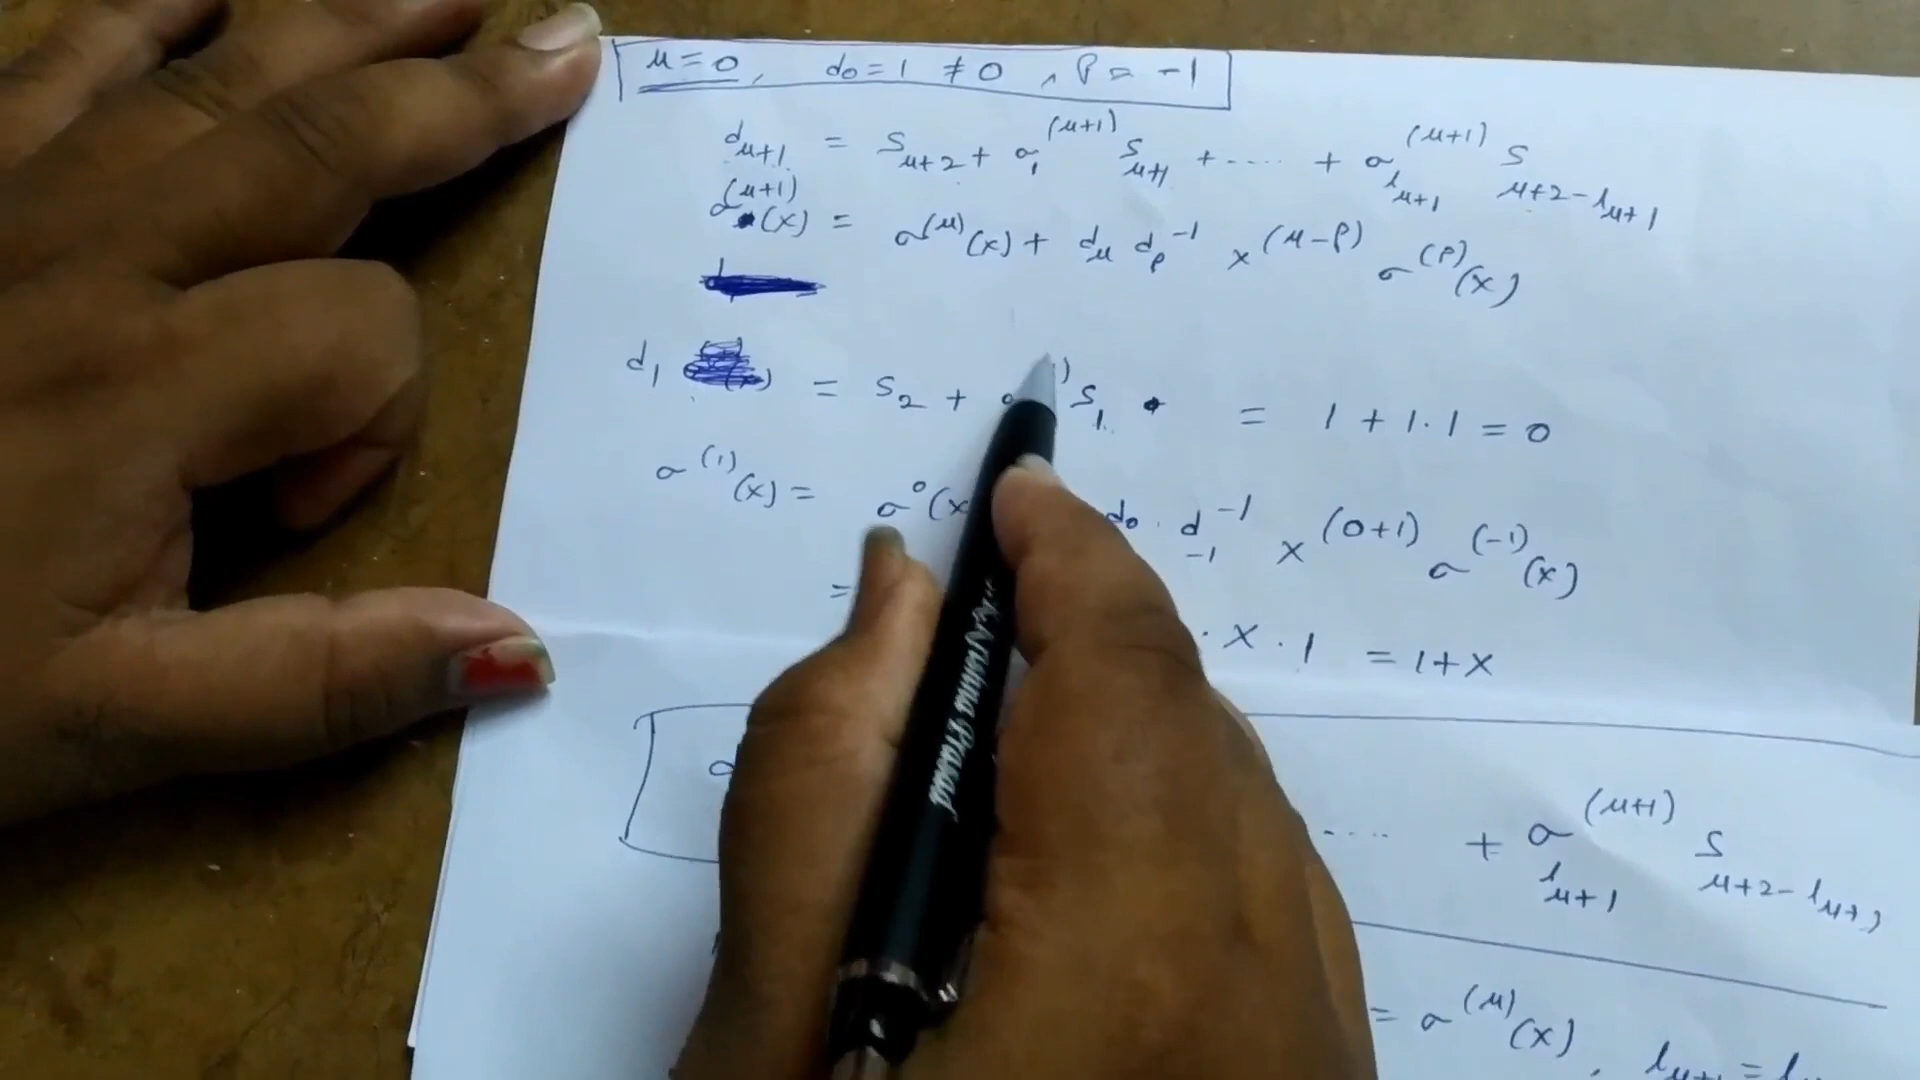 μ = 0, d₀ = 1 ≠ 0, ρ = -1
d_{μ+1} = S_{μ+2} + σ₁^{(μ+1)} S_{μ+1} + ..... + σ_{l_{μ+1}}^{(μ+1)} S_{μ+2-l_{μ+1}}
σ^{(μ+1)}(x) = σ^{(μ)}(x) + d_μ d_ρ^{-1} x^{(μ-ρ)} σ^{(ρ)}(x)
d₁ = S₂ + σ ) S₁ = 1 + 1.1 = 0
σ^{(1)}(x) = σ⁰(x d₀ . d_{-1}^{-1} x^{(0+1)} σ^{(-1)}(x)
= . x . 1 = 1+x
.... + σ_{l_{μ+1}}^{(μ+1)} S_{μ+2-l_{μ+1}}
= σ^{(μ)}(x), l_{μ+1} = l
Arjuna Prasad